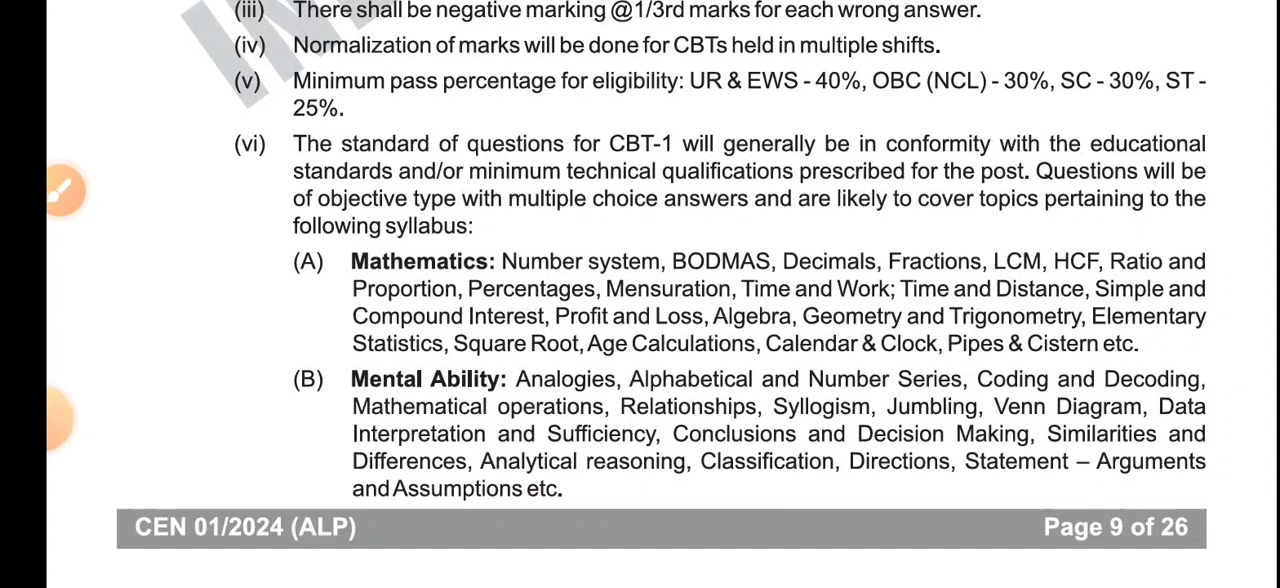 (iii) There shall be negative marking @1/3rd marks for each wrong answer.
(iv) Normalization of marks will be done for CBTs held in multiple shifts.
(v) Minimum pass percentage for eligibility: UR & EWS - 40%, OBC (NCL) - 30%, SC - 30%, ST -
25%.
(vi) The standard of questions for CBT-1 will generally be in conformity with the educational
standards and/or minimum technical qualifications prescribed for the post. Questions will be
of objective type with multiple choice answers and are likely to cover topics pertaining to the
following syllabus:
(A) Mathematics: Number system, BODMAS, Decimals, Fractions, LCM, HCF, Ratio and
Proportion, Percentages, Mensuration, Time and Work; Time and Distance, Simple and
Compound Interest, Profit and Loss, Algebra, Geometry and Trigonometry, Elementary
Statistics, Square Root, Age Calculations, Calendar & Clock, Pipes & Cistern etc.
(B) Mental Ability: Analogies, Alphabetical and Number Series, Coding and Decoding,
Mathematical operations, Relationships, Syllogism, Jumbling, Venn Diagram, Data
Interpretation and Sufficiency, Conclusions and Decision Making, Similarities and
Differences, Analytical reasoning, Classification, Directions, Statement – Arguments
and Assumptions etc.
CEN 01/2024 (ALP) Page 9 of 26